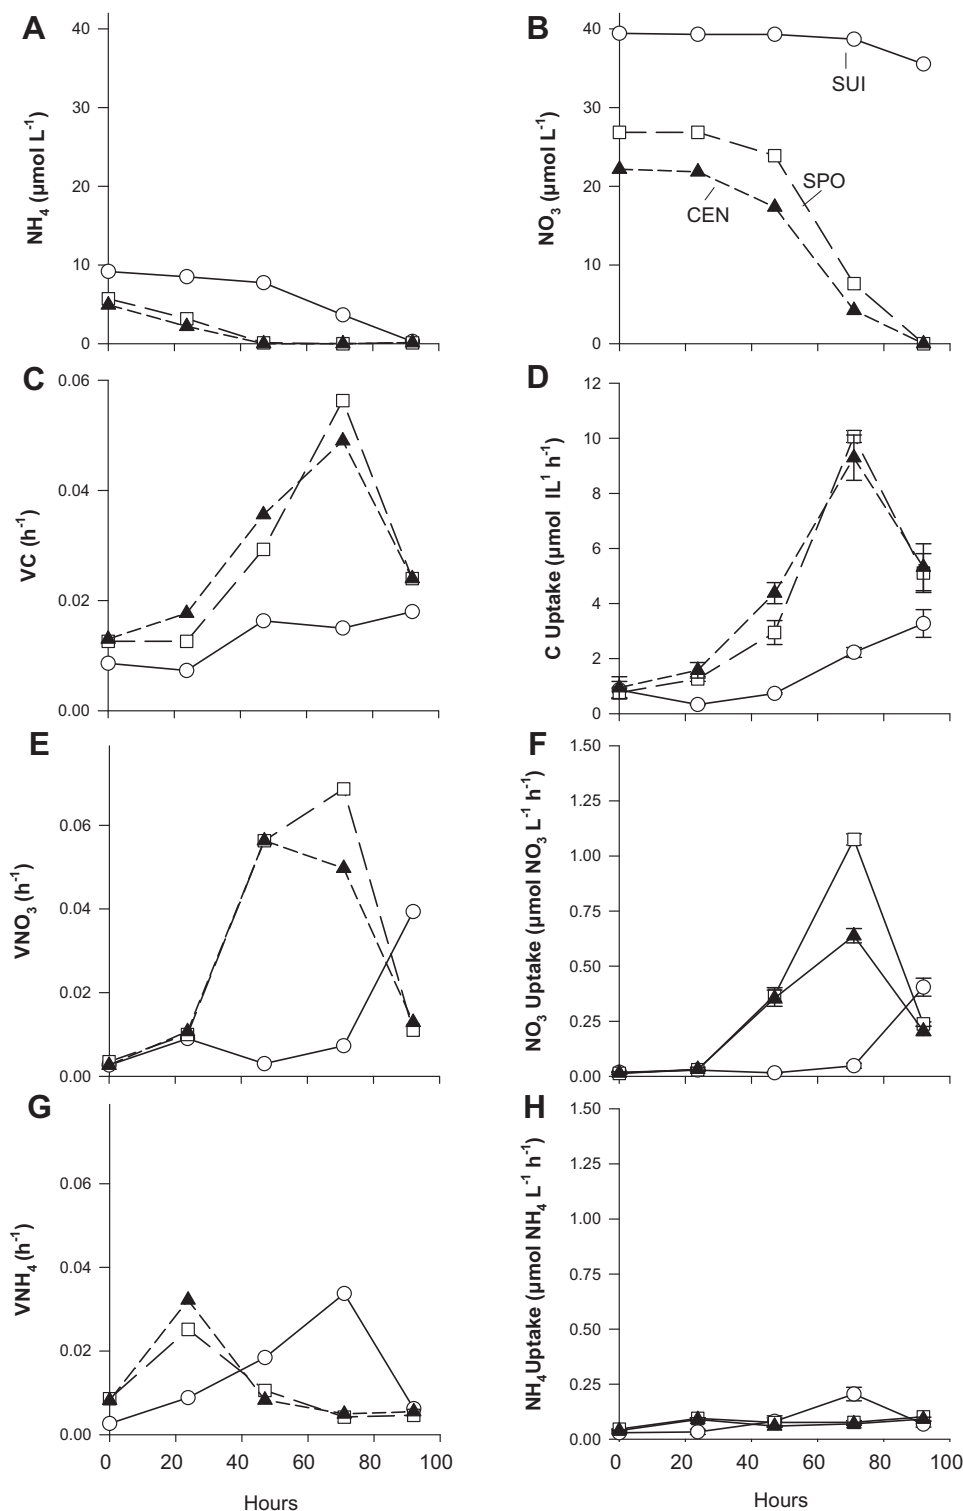 A
40
30
20
10
0
NH4 (µmol L-1)
B
40
30
20
10
0
NO3 (µmol L-1)
SUI
SPO
CEN
C
0.06
0.04
0.02
0.00
VC (h-1)
D
12
10
8
6
4
2
0
C Uptake (µmol lL1 h-1)
E
0.06
0.04
0.02
0.00
VNO3 (h-1)
F
1.50
1.25
1.00
0.75
0.50
0.25
0.00
NO3 Uptake (µmol NO3 L-1 h-1)
G
0.06
0.04
0.02
0.00
VNH4 (h-1)
0 20 40 60 80 100
Hours
H
1.50
1.25
1.00
0.75
0.50
0.25
0.00
NH4Uptake (µmol NH4 L-1 h-1)
0 20 40 60 80 100
Hours